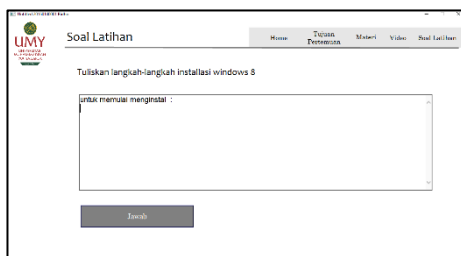 UMY
Soal Latihan
Home
Tujuan
Pertemuan
Materi
Video
Soal Latihan
Tuliskan langkah-langkah installasi windows 8
untuk memulai menginstal :
Jawab